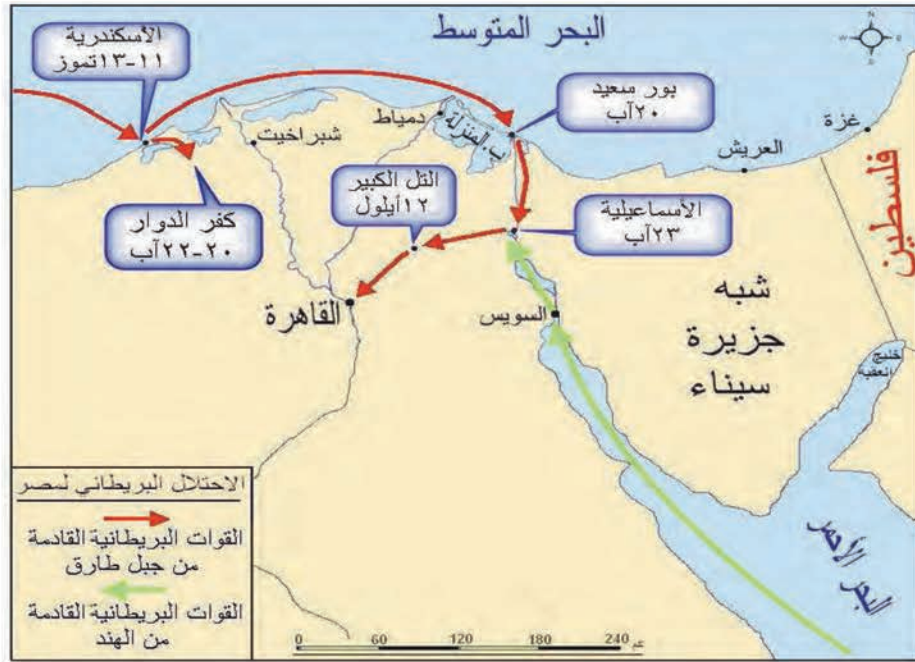 البحر المتوسط
N
W
E
S
الأسكندرية
١١-١٣تموز
بور سعيد
٢٠آب
دمياط
ب.المنزلة
شبراخيت
غزة
العريش
فلسطين
التل الكبير
١٢أيلول
كفر الدوار
٢٠-٢٢آب
الأسماعيلية
٢٣آب
القاهرة
السويس
شبه
جزيرة
سيناء
خليج
العقبة
البحر الأحمر
الاحتلال البريطاني لمصر
القوات البريطانية القادمة
من جبل طارق
القوات البريطانية القادمة
من الهند
0 60 120 180 240 كم